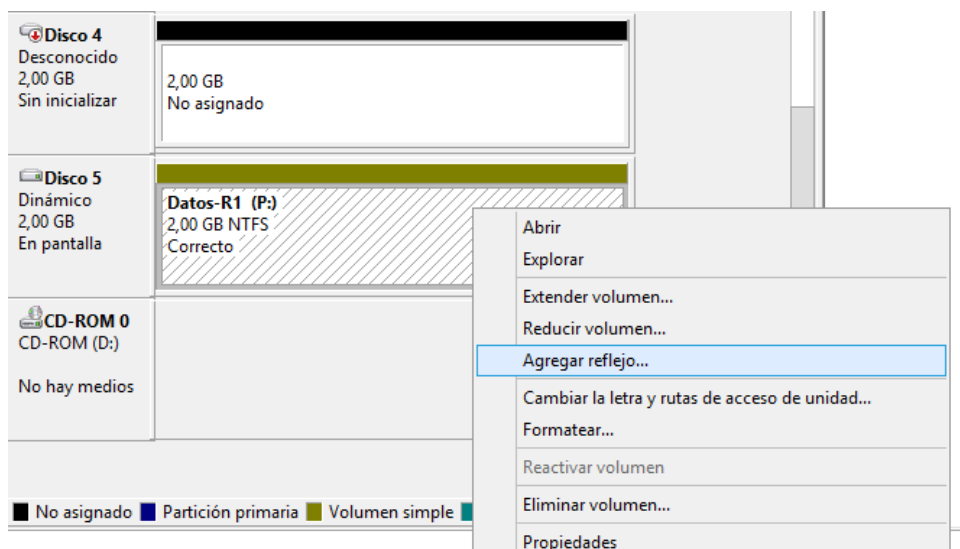 Disco 4
Desconocido
2,00 GB
Sin inicializar
2,00 GB
No asignado
Disco 5
Dinámico
2,00 GB
En pantalla
Datos-R1 (P:)
2,00 GB NTFS
Correcto
CD-ROM 0
CD-ROM (D:)
No hay medios
Abrir
Explorar
Extender volumen...
Reducir volumen...
Agregar reflejo...
Cambiar la letra y rutas de acceso de unidad...
Formatear...
Reactivar volumen
Eliminar volumen...
Propiedades
No asignado Partición primaria Volumen simple